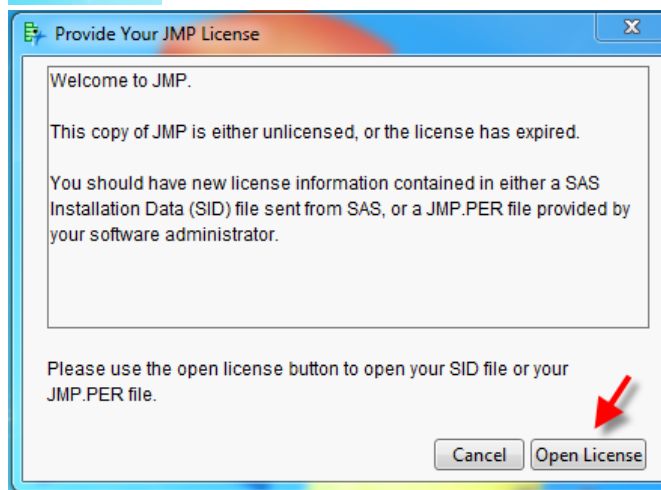 Provide Your JMP License
Welcome to JMP.
This copy of JMP is either unlicensed, or the license has expired.
You should have new license information contained in either a SAS
Installation Data (SID) file sent from SAS, or a JMP.PER file provided by
your software administrator.
Please use the open license button to open your SID file or your
JMP.PER file.
Cancel Open License